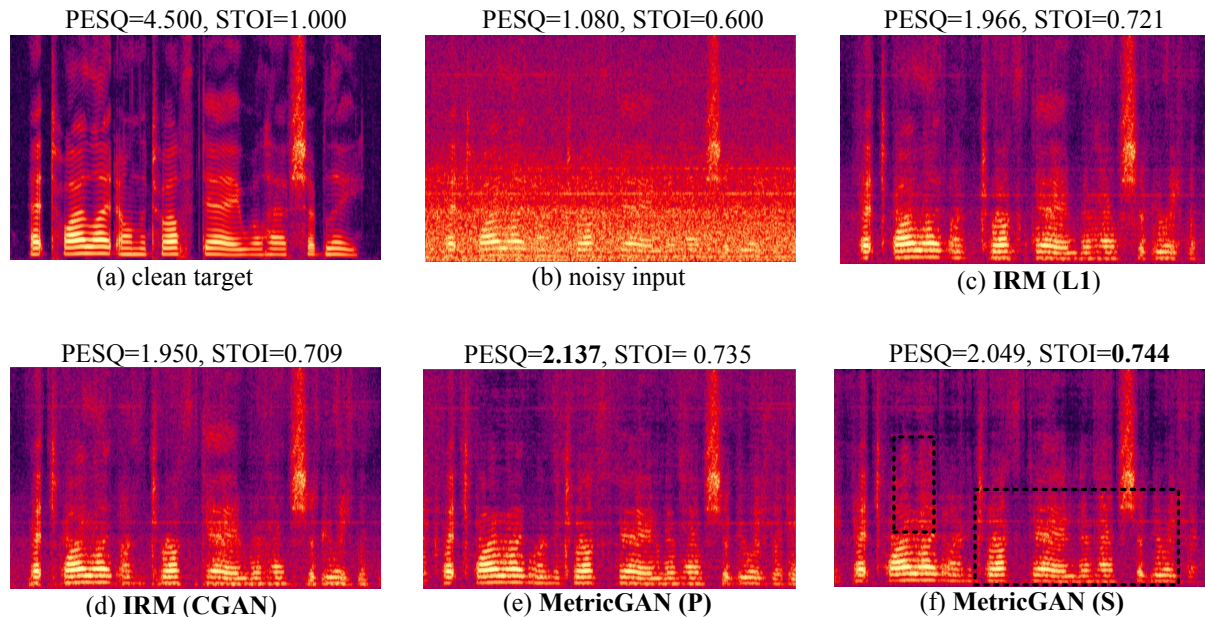 PESQ=4.500, STOI=1.000
PESQ=1.080, STOI=0.600
PESQ=1.966, STOI=0.721
(a) clean target
(b) noisy input
(c) IRM (L1)
PESQ=1.950, STOI=0.709
PESQ=2.137, STOI= 0.735
PESQ=2.049, STOI=0.744
(d) IRM (CGAN)
(e) MetricGAN (P)
(f) MetricGAN (S)